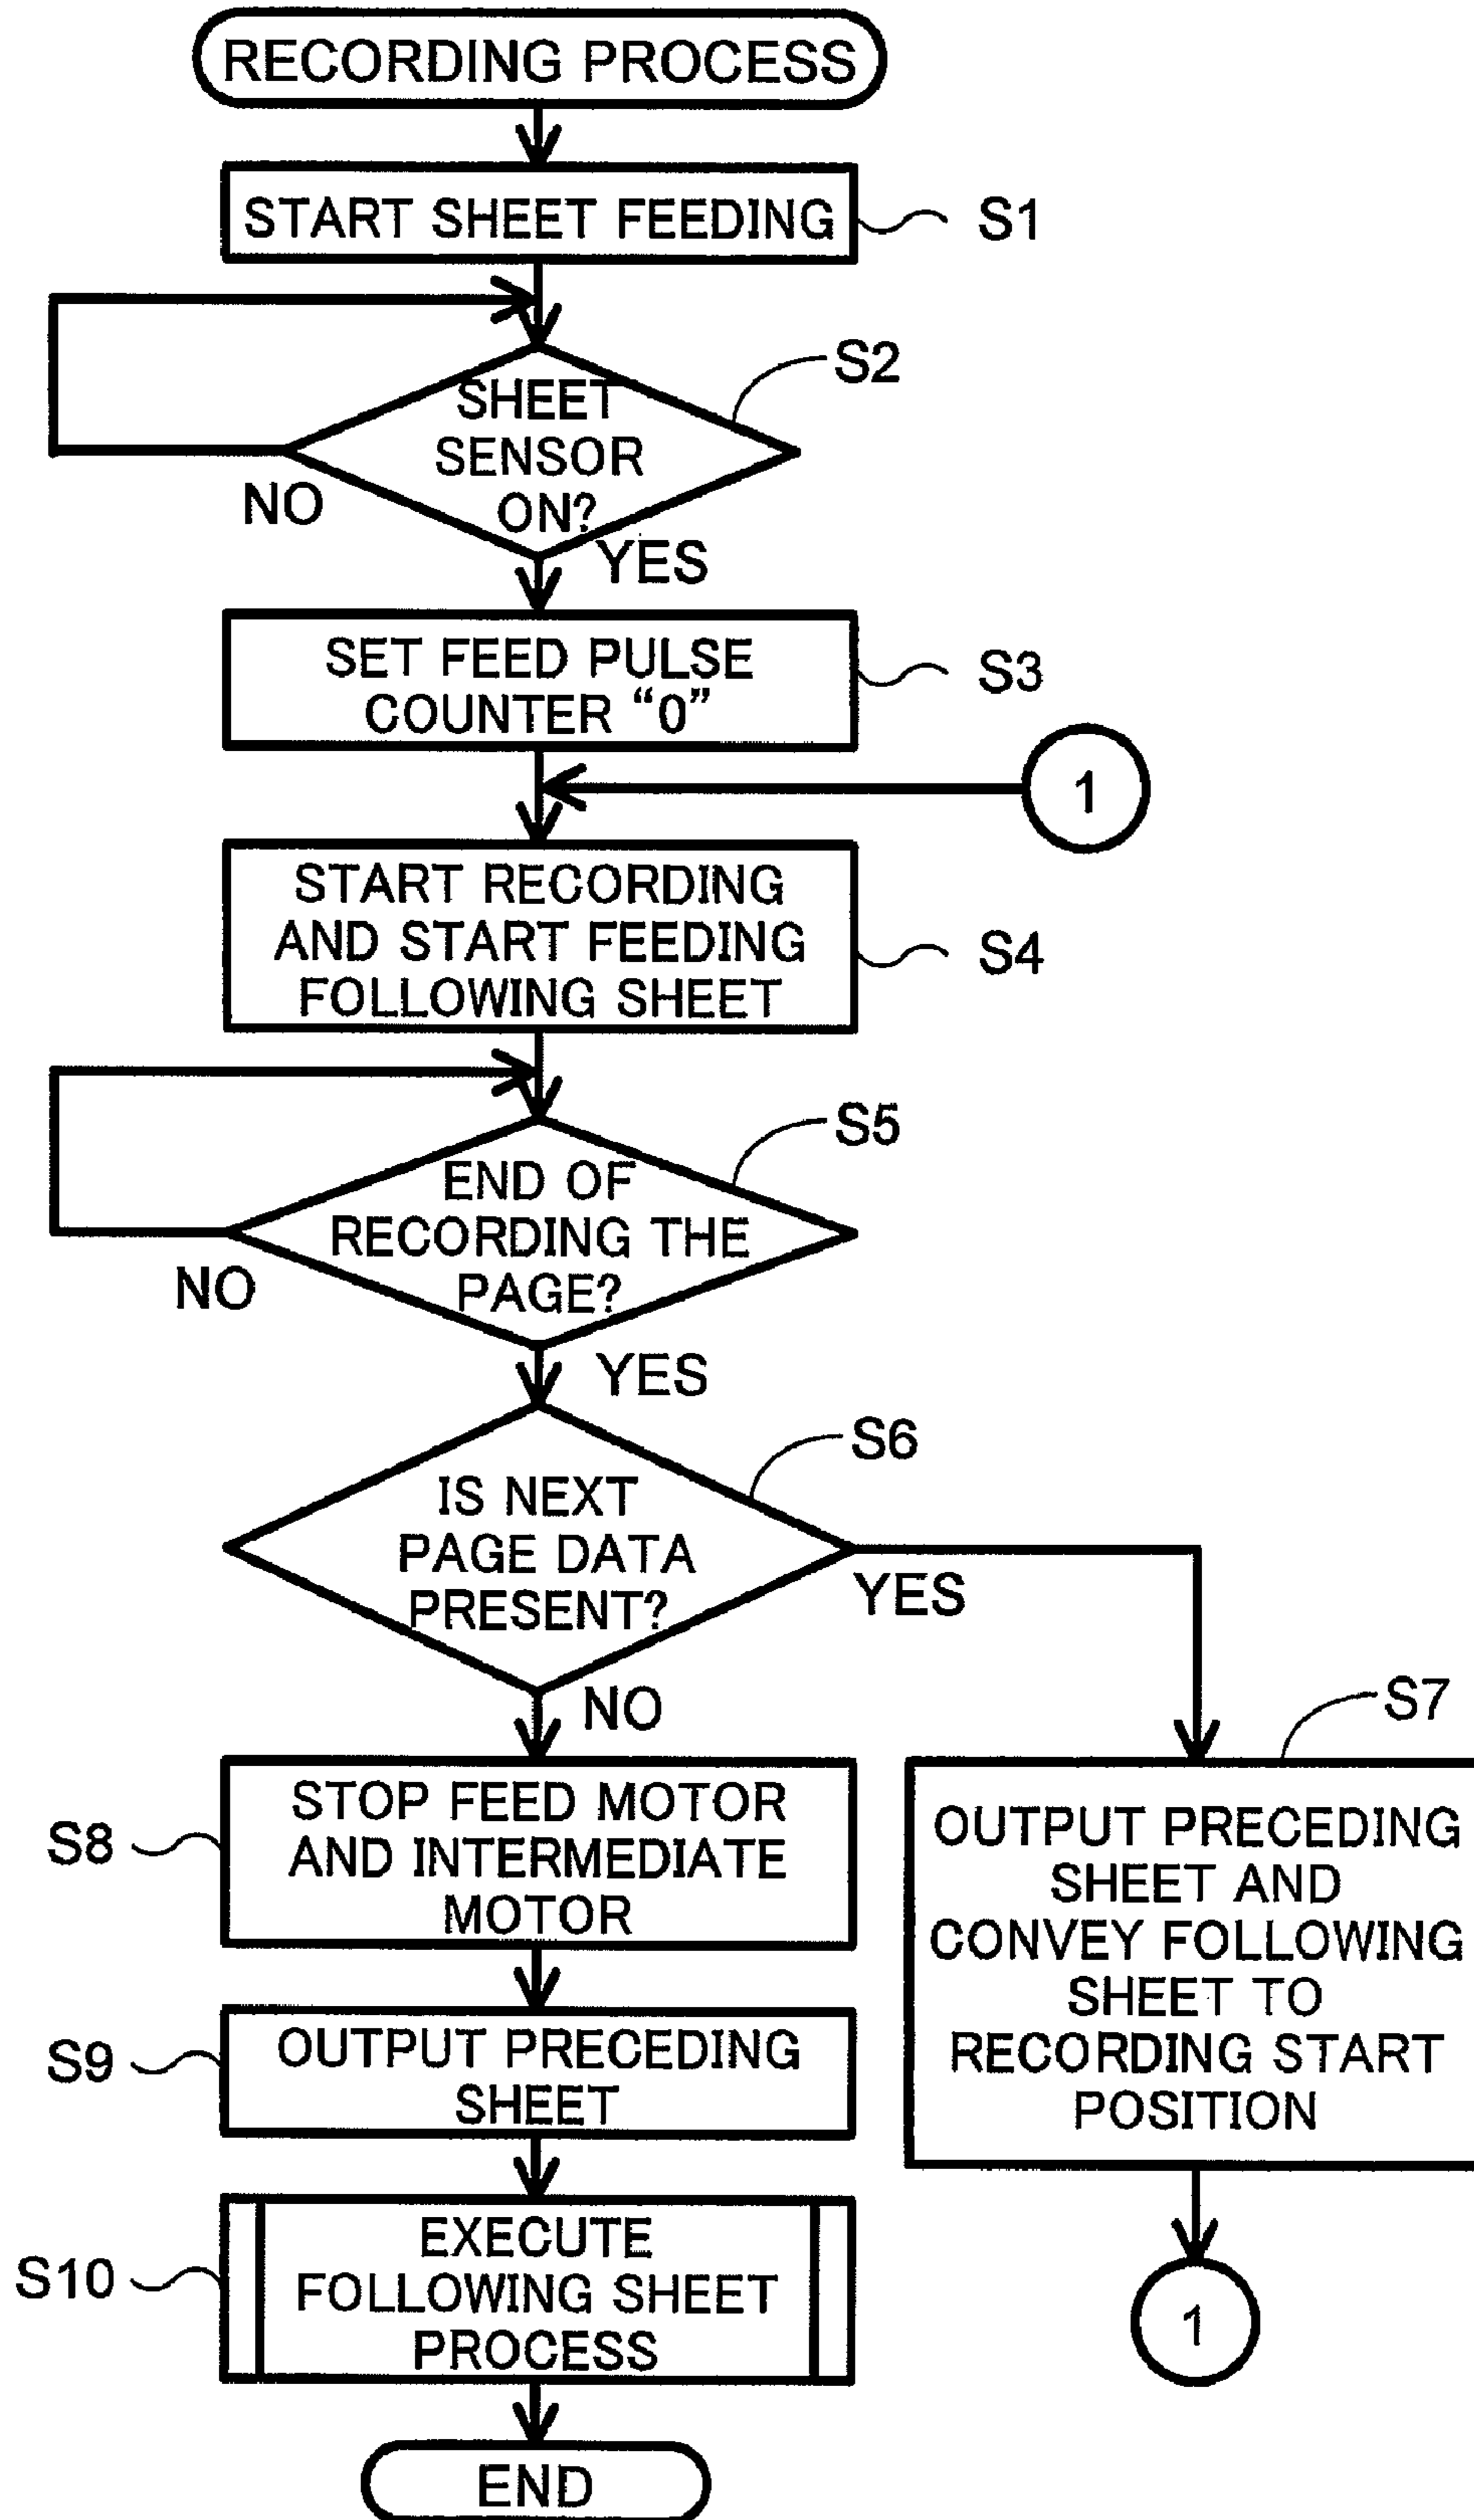 RECORDING PROCESS
START SHEET FEEDING
S1
S2
SHEET
SENSOR
ON?
NO
YES
SET FEED PULSE
COUNTER “0”
S3
1
START RECORDING
AND START FEEDING
FOLLOWING SHEET
S4
S5
END OF
RECORDING THE
PAGE?
NO
YES
S6
IS NEXT
PAGE DATA
PRESENT?
YES
NO
S7
S8
STOP FEED MOTOR
AND INTERMEDIATE
MOTOR
OUTPUT PRECEDING
SHEET AND
CONVEY FOLLOWING
SHEET TO
RECORDING START
POSITION
S9
OUTPUT PRECEDING
SHEET
S10
EXECUTE
FOLLOWING SHEET
PROCESS
1
END